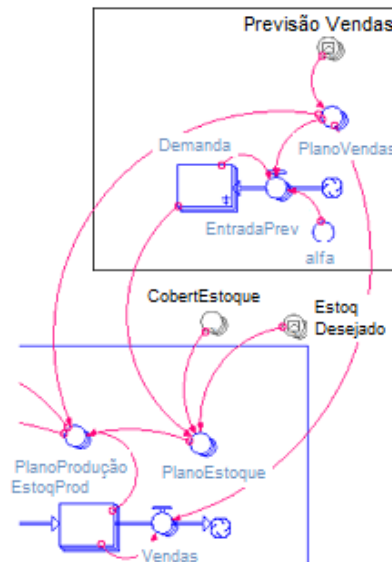 Previsão Vendas
Demanda
PlanoVendas
EntradaPrev
alfa
CobertEstoque
Estoq
Desejado
PlanoProdução
PlanoEstoque
EstoqProd
Vendas